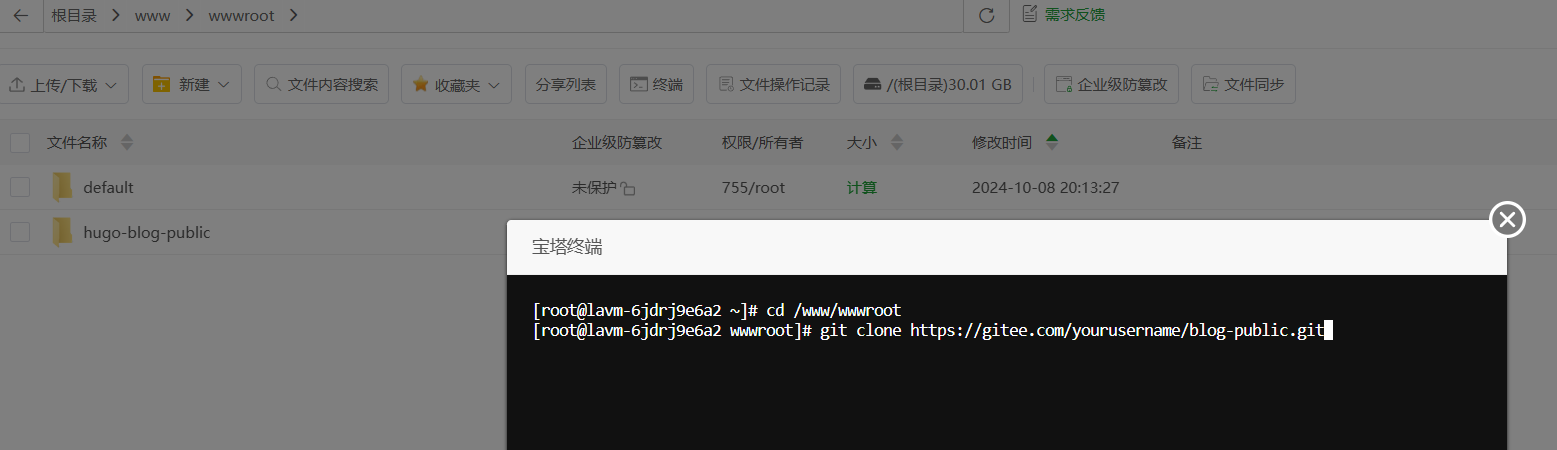 根目录 www wwwroot 需求反馈
上传/下载 新建 文件内容搜索 收藏夹 分享列表 终端 文件操作记录 /(根目录)30.01 GB 企业级防篡改 文件同步
文件名称 企业级防篡改 权限/所有者 大小 修改时间 备注
default 未保护 755/root 计算 2024-10-08 20:13:27
hugo-blog-public
宝塔终端
[root@lavm-6jdrj9e6a2 ~]# cd /www/wwwroot
[root@lavm-6jdrj9e6a2 wwwroot]# git clone https://gitee.com/yourusername/blog-public.git